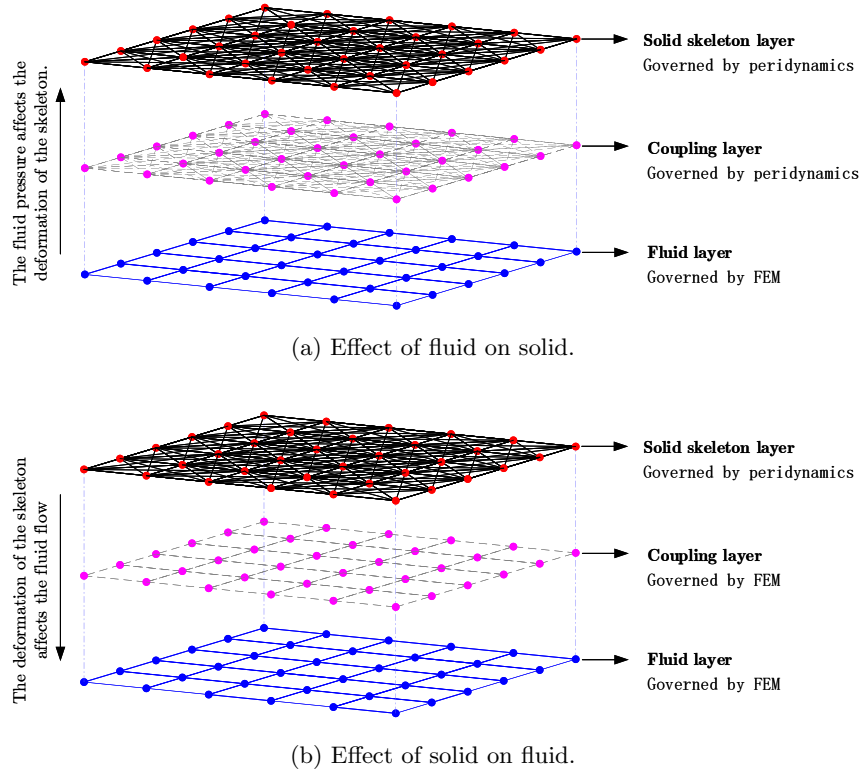 The fluid pressure affects the
deformation of the skeleton.
Solid skeleton layer
Governed by peridynamics
Coupling layer
Governed by peridynamics
Fluid layer
Governed by FEM
(a) Effect of fluid on solid.
The deformation of the skeleton
affects the fluid flow
Solid skeleton layer
Governed by peridynamics
Coupling layer
Governed by FEM
Fluid layer
Governed by FEM
(b) Effect of solid on fluid.